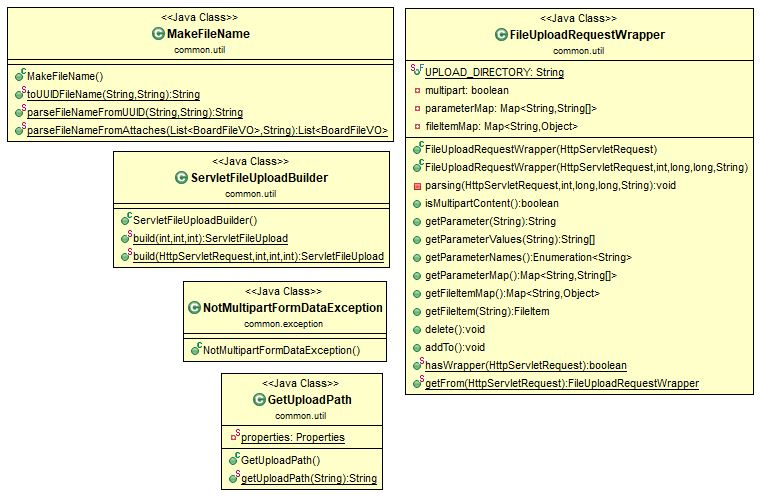 <<Java Class>>
MakeFileName
common.util
MakeFileName()
toUUIDFileName(String,String):String
parseFileNameFromUUID(String,String):String
parseFileNameFromAttaches(List<BoardFileVO>,String):List<BoardFileVO>
<<Java Class>>
ServletFileUploadBuilder
common.util
ServletFileUploadBuilder()
build(int,int,int):ServletFileUpload
build(HttpServletRequest,int,int,int):ServletFileUpload
<<Java Class>>
NotMultipartFormDataException
common.exception
NotMultipartFormDataException()
<<Java Class>>
GetUploadPath
common.util
properties: Properties
GetUploadPath()
getUploadPath(String):String
<<Java Class>>
FileUploadRequestWrapper
common.util
UPLOAD_DIRECTORY: String
multipart: boolean
parameterMap: Map<String,String[]>
fileItemMap: Map<String,Object>
FileUploadRequestWrapper(HttpServletRequest)
FileUploadRequestWrapper(HttpServletRequest,int,long,long,String)
parsing(HttpServletRequest,int,long,long,String):void
isMultipartContent():boolean
getParameter(String):String
getParameterValues(String):String[]
getParameterNames():Enumeration<String>
getParameterMap():Map<String,String[]>
getFileItemMap():Map<String,Object>
getFileItem(String):FileItem
delete():void
addTo():void
hasWrapper(HttpServletRequest):boolean
getFrom(HttpServletRequest):FileUploadRequestWrapper